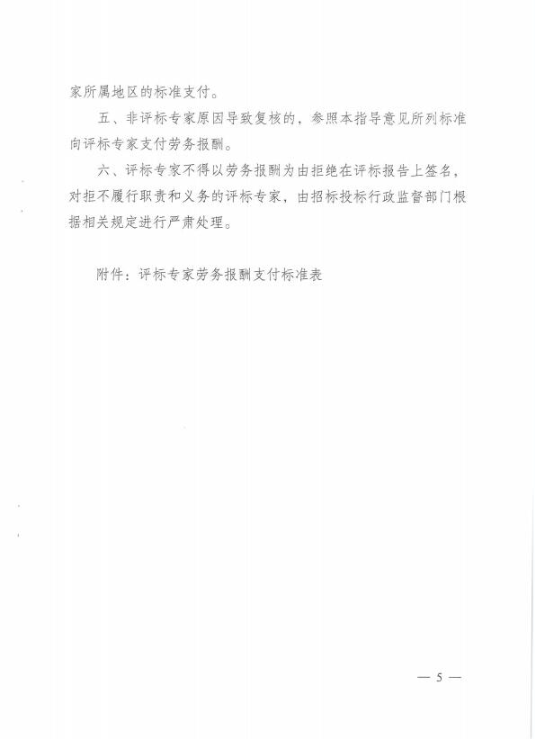 家所属地区的标准支付。
五、非评标专家原因导致复核的，参照本指导意见所列标准
向评标专家支付劳务报酬。
六、评标专家不得以劳务报酬为由拒绝在评标报告上签名，
对拒不履行职责和义务的评标专家，由招标投标行政监督部门根
据相关规定进行严肃处理。
附件：评标专家劳务报酬支付标准表
— 5 —